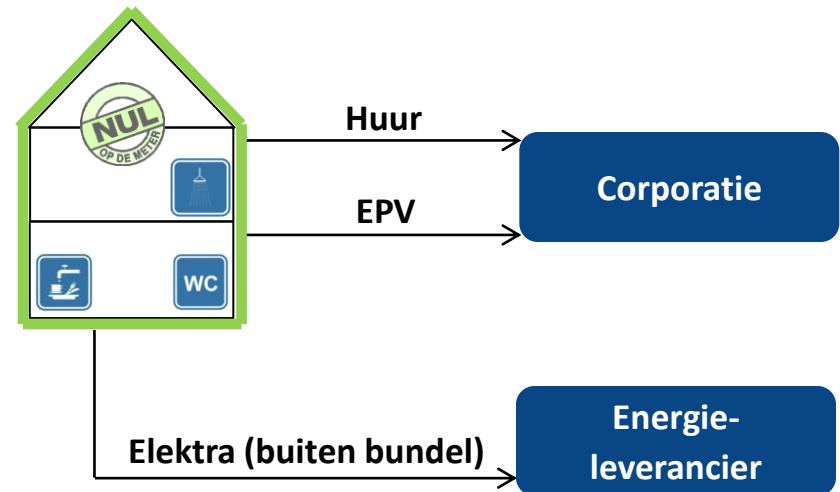 NUL
OP DE METER
Huur
EPV
Corporatie
WC
Elektra (buiten bundel)
Energie-
leverancier